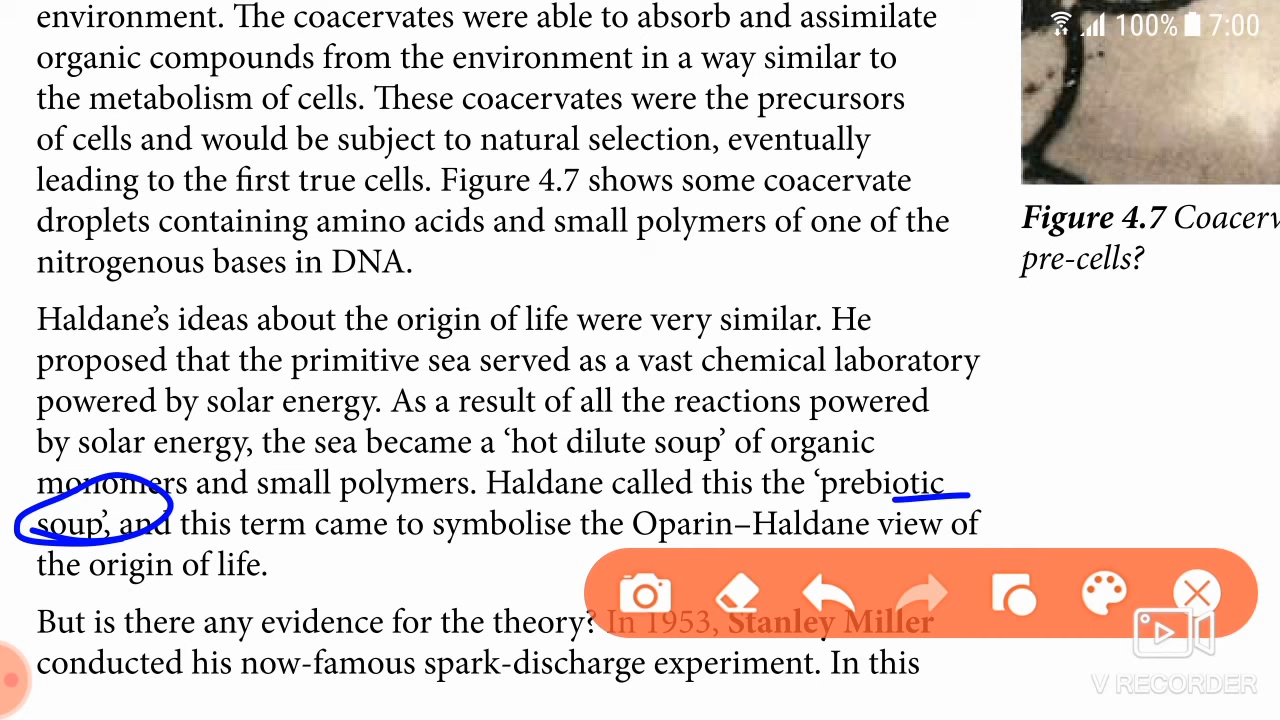 environment. The coacervates were able to absorb and assimilate
organic compounds from the environment in a way similar to
the metabolism of cells. These coacervates were the precursors
of cells and would be subject to natural selection, eventually
leading to the first true cells. Figure 4.7 shows some coacervate
droplets containing amino acids and small polymers of one of the
nitrogenous bases in DNA.
100% 7:00
Figure 4.7 Coacerv
pre-cells?
Haldane’s ideas about the origin of life were very similar. He
proposed that the primitive sea served as a vast chemical laboratory
powered by solar energy. As a result of all the reactions powered
by solar energy, the sea became a ‘hot dilute soup’ of organic
monomers and small polymers. Haldane called this the ‘prebiotic
soup’, and this term came to symbolise the Oparin–Haldane view of
the origin of life.
But is there any evidence for the theory? In 1953, Stanley Miller
conducted his now-famous spark-discharge experiment. In this
V RECORDER